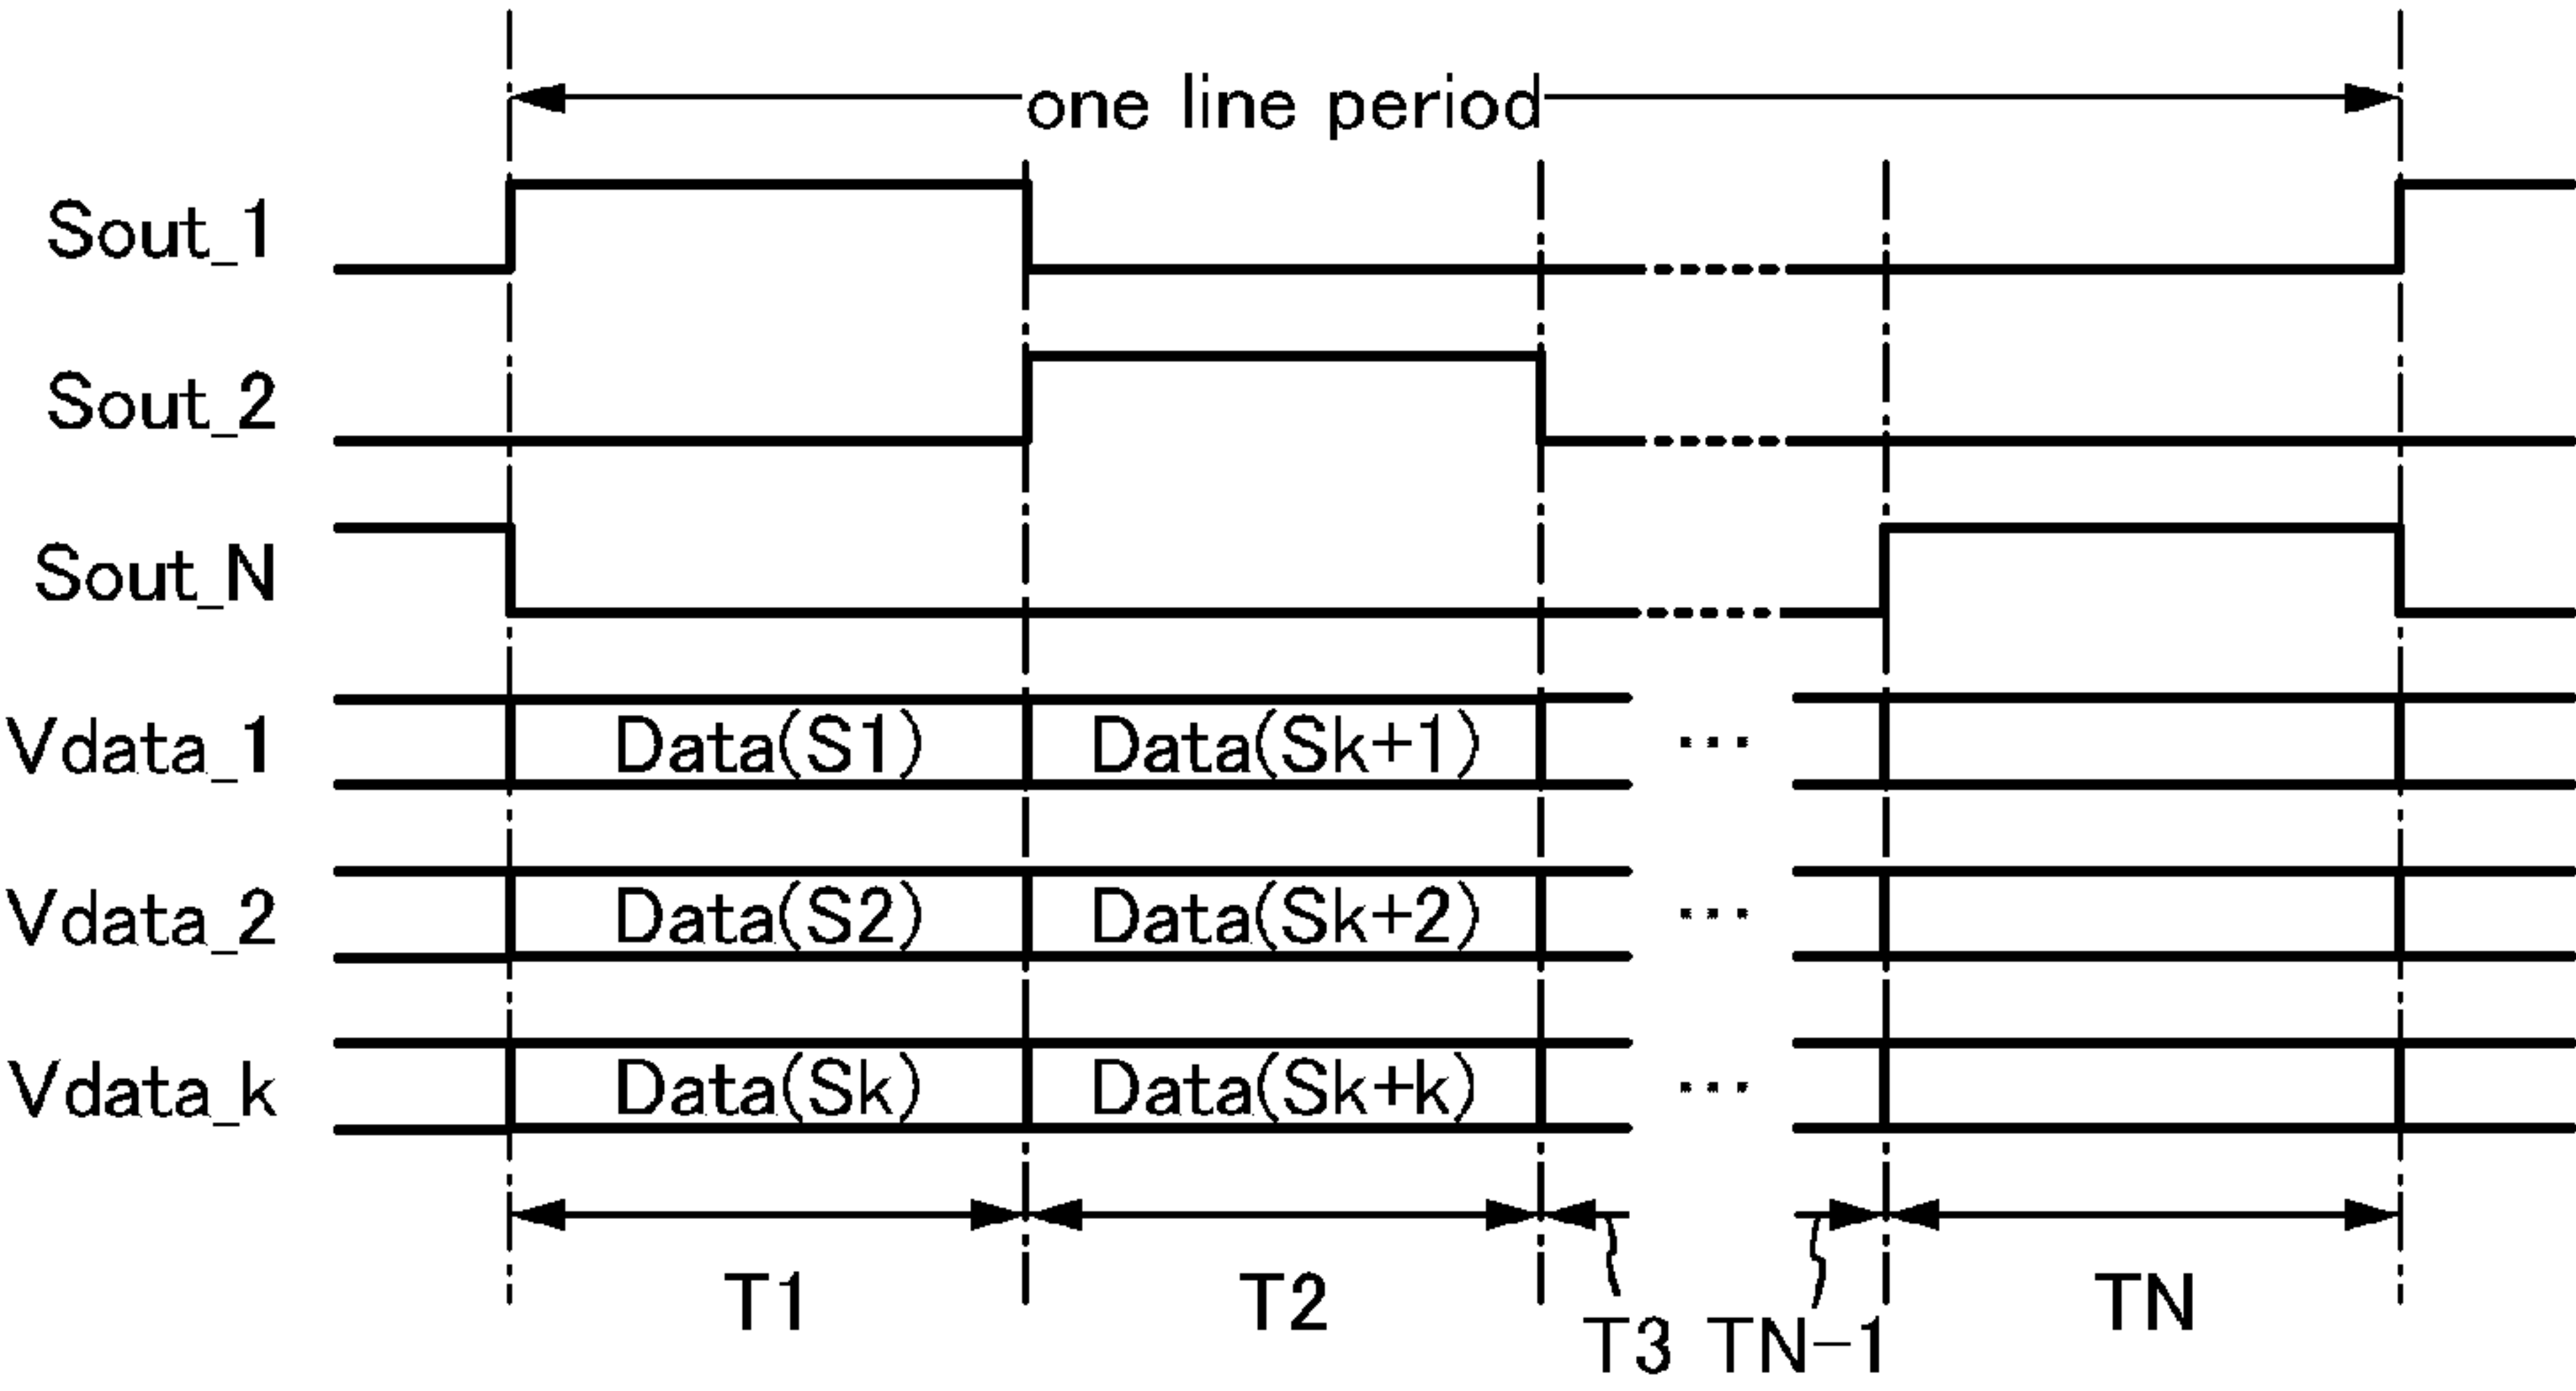 one line period
Sout_1
Sout_2
Sout_N
Vdata_1 Data(S1) Data(Sk+1) ...
Vdata_2 Data(S2) Data(Sk+2) ...
Vdata_k Data(Sk) Data(Sk+k) ...
T1 T2 T3 TN-1 TN